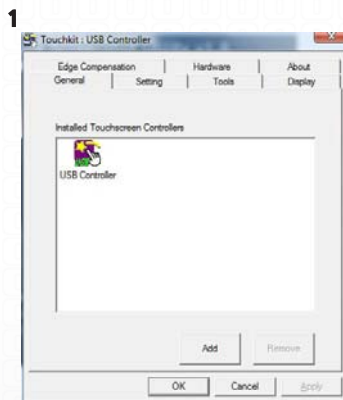 1
Touchkit : USB Controller
Edge Compensation Hardware About
General Setting Tools Display
Installed Touchscreen Controllers
USB Controller
Add Remove
OK Cancel Apply